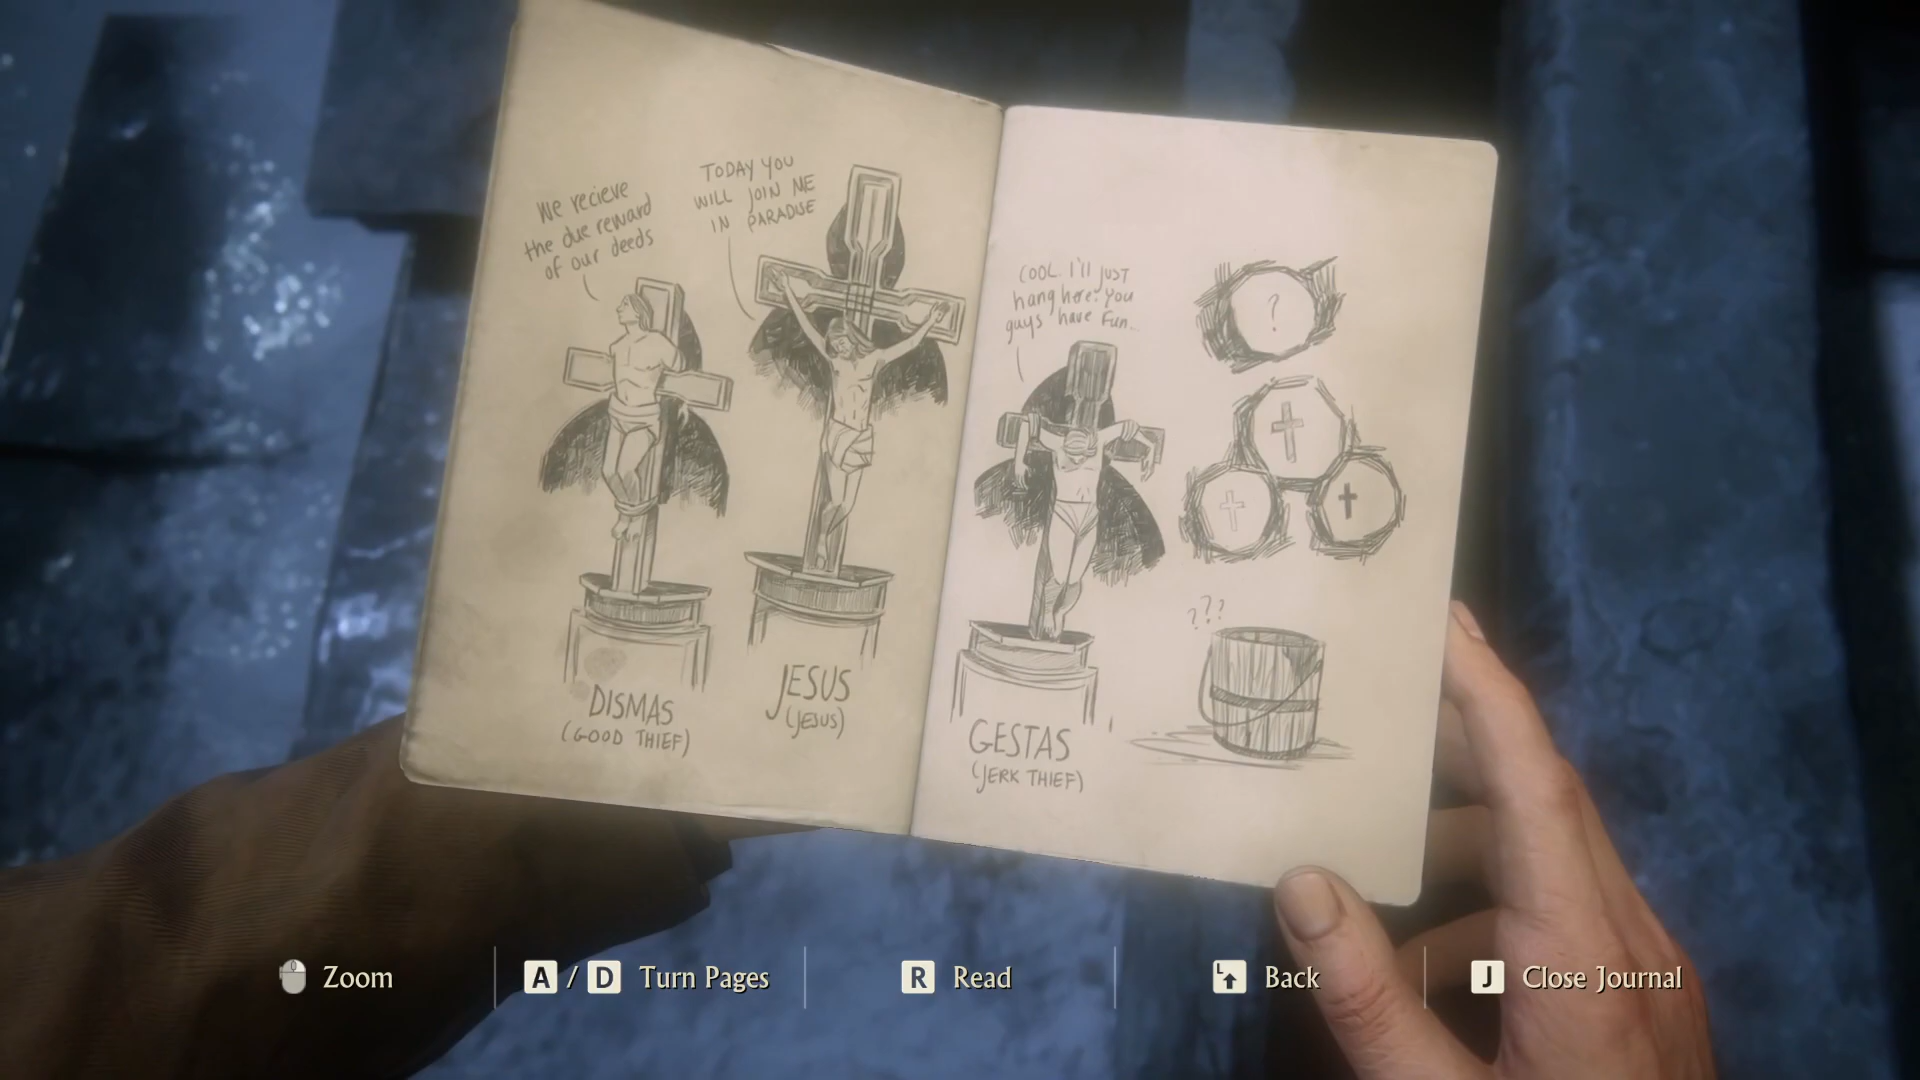 We recieve
the due reward
of our deeds
TODAY YOU
WILL JOIN ME
IN PARADISE
DISMAS
(GOOD THIEF)
JESUS
(JESUS)
COOL. I'll JUST
hang here. You
guys have fun...
GESTAS
(JERK THIEF)
?
???
Zoom
A / D Turn Pages
R Read
L Back
J Close Journal